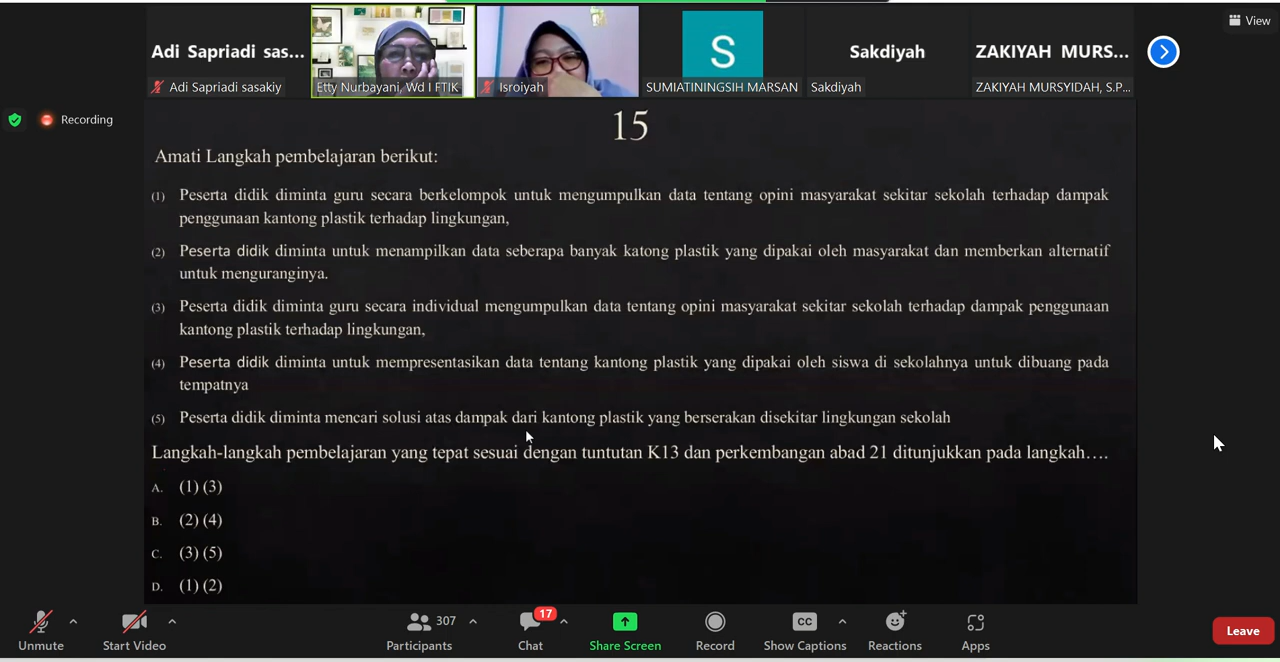 View
Adi Sapriadi sas...
Sakdiyah
ZAKIYAH MURS...
S
Adi Sapriadi sasakiy
Etty Nurbayani, Wd I FTIK
Isroiyah
SUMIATININGSIH MARSAN
Sakdiyah
ZAKIYAH MURSYIDAH, S.P...
Recording
15
Amati Langkah pembelajaran berikut:
(1) Peserta didik diminta guru secara berkelompok untuk mengumpulkan data tentang opini masyarakat sekitar sekolah terhadap dampak
penggunaan kantong plastik terhadap lingkungan,
(2) Peserta didik diminta untuk menampilkan data seberapa banyak katong plastik yang dipakai oleh masyarakat dan memberkan alternatif
untuk menguranginya.
(3) Peserta didik diminta guru secara individual mengumpulkan data tentang opini masyarakat sekitar sekolah terhadap dampak penggunaan
kantong plastik terhadap lingkungan,
(4) Peserta didik diminta untuk mempresentasikan data tentang kantong plastik yang dipakai oleh siswa di sekolahnya untuk dibuang pada
tempatnya
(5) Peserta didik diminta mencari solusi atas dampak dari kantong plastik yang berserakan disekitar lingkungan sekolah
Langkah-langkah pembelajaran yang tepat sesuai dengan tuntutan K13 dan perkembangan abad 21 ditunjukkan pada langkah....
A. (1) (3)
B. (2) (4)
C. (3) (5)
D. (1) (2)
307
17
CC
Unmute
Start Video
Participants
Chat
Share Screen
Record
Show Captions
Reactions
Apps
Leave